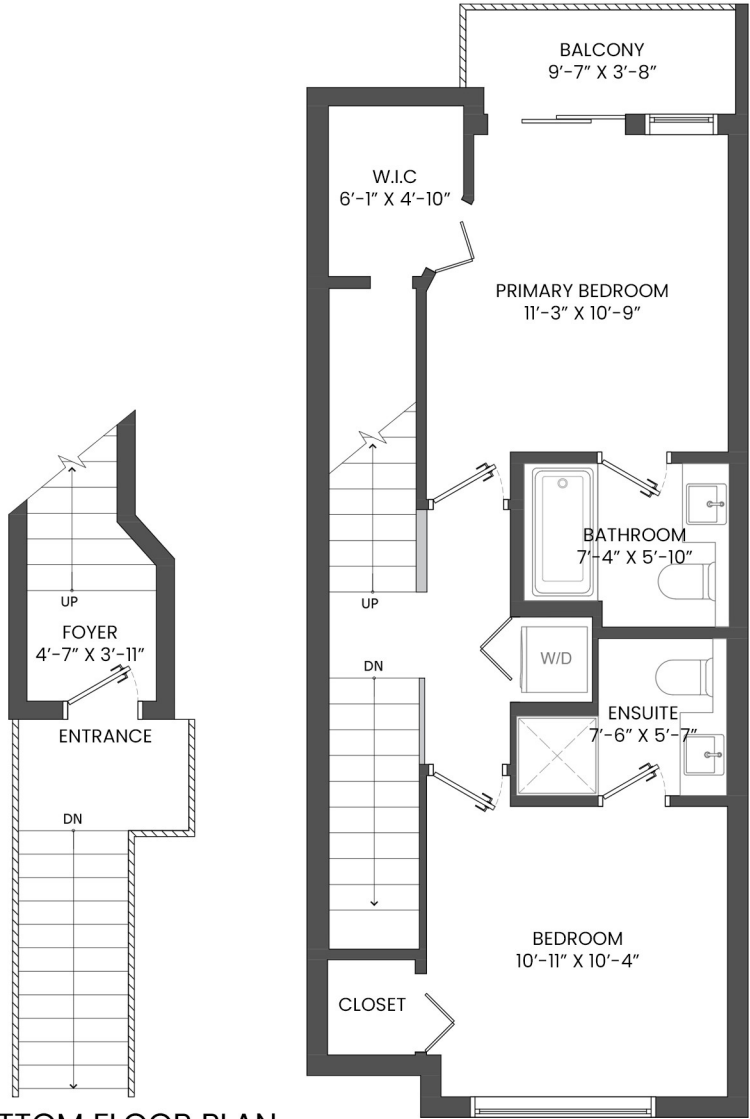 BALCONY
9’-7” X 3’-8”
W.I.C
6’-1” X 4’-10”
PRIMARY BEDROOM
11’-3” X 10’-9”
BATHROOM
7’-4” X 5’-10”
UP
UP
FOYER
4’-7” X 3’-11”
W/D
DN
ENSUITE
7’-6” X 5’-7”
ENTRANCE
DN
BEDROOM
10’-11” X 10’-4”
CLOSET
FLOOR PLAN